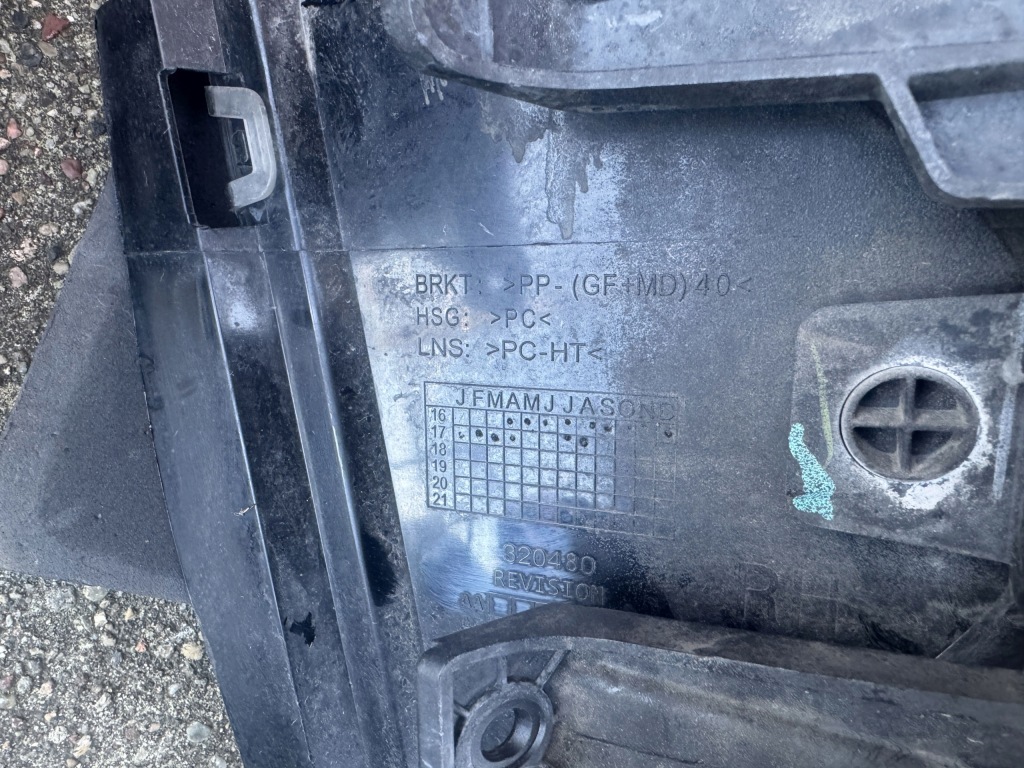 BRKT: >PP-(GF+MD)40<
HSG: >PC<
LNS: >PC-HT<
JFMAMJJASOND
16
17
18
19
20
21
320480
REVISION
RH